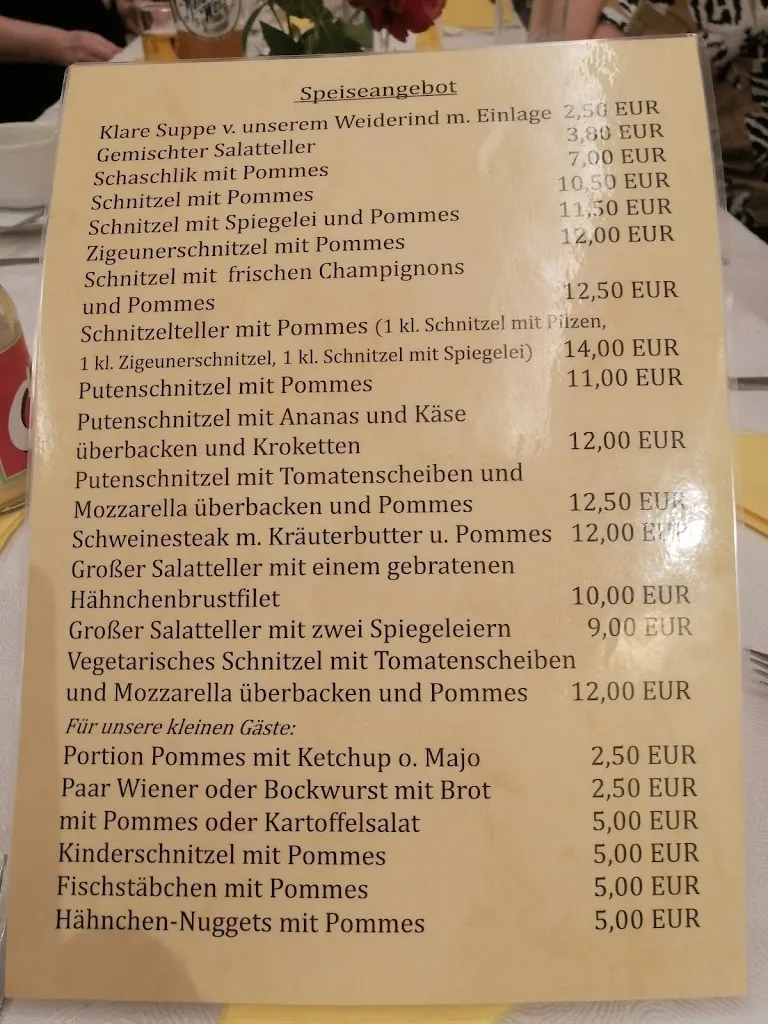 Speiseangebot
Klare Suppe v. unserem Weiderind m. Einlage 2,50 EUR
Gemischter Salatteller 3,80 EUR
Schaschlik mit Pommes 7,00 EUR
Schnitzel mit Pommes 10,50 EUR
Schnitzel mit Spiegelei und Pommes 11,50 EUR
Zigeunerschnitzel mit Pommes 12,00 EUR
Schnitzel mit frischen Champignons
und Pommes 12,50 EUR
Schnitzelteller mit Pommes (1 kl. Schnitzel mit Pilzen,
1 kl. Zigeunerschnitzel, 1 kl. Schnitzel mit Spiegelei) 14,00 EUR
Putenschnitzel mit Pommes 11,00 EUR
Putenschnitzel mit Ananas und Käse
überbacken und Kroketten 12,00 EUR
Putenschnitzel mit Tomatenscheiben und
Mozzarella überbacken und Pommes 12,50 EUR
Schweinesteak m. Kräuterbutter u. Pommes 12,00 EUR
Großer Salatteller mit einem gebratenen
Hähnchenbrustfilet 10,00 EUR
Großer Salatteller mit zwei Spiegeleiern 9,00 EUR
Vegetarisches Schnitzel mit Tomatenscheiben
und Mozzarella überbacken und Pommes 12,00 EUR
Für unsere kleinen Gäste:
Portion Pommes mit Ketchup o. Majo 2,50 EUR
Paar Wiener oder Bockwurst mit Brot 2,50 EUR
mit Pommes oder Kartoffelsalat 5,00 EUR
Kinderschnitzel mit Pommes 5,00 EUR
Fischstäbchen mit Pommes 5,00 EUR
Hähnchen-Nuggets mit Pommes 5,00 EUR